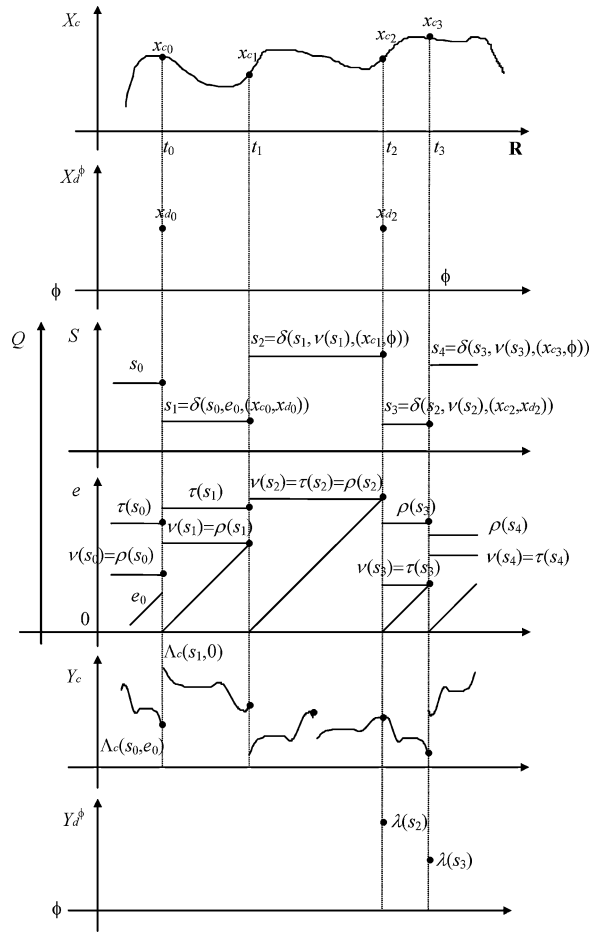 Xc
xc0
xc1
xc2
xc3
t0
t1
t2
t3
R
Xdϕ
xd0
xd2
ϕ
ϕ
Q
S
s0
s1=δ(s0,e0,(xc0,xd0))
s2=δ(s1,ν(s1),(xc1,ϕ))
s3=δ(s2,ν(s2),(xc2,xd2))
s4=δ(s3,ν(s3),(xc3,ϕ))
e
τ(s0)
τ(s1)
ν(s2)=τ(s2)=ρ(s2)
ρ(s3)
ρ(s4)
ν(s0)=ρ(s0)
ν(s1)=ρ(s1)
ν(s3)=τ(s3)
ν(s4)=τ(s4)
e0
0
Yc
Λc(s1,0)
Λc(s0,e0)
Ydϕ
λ(s2)
λ(s3)
ϕ